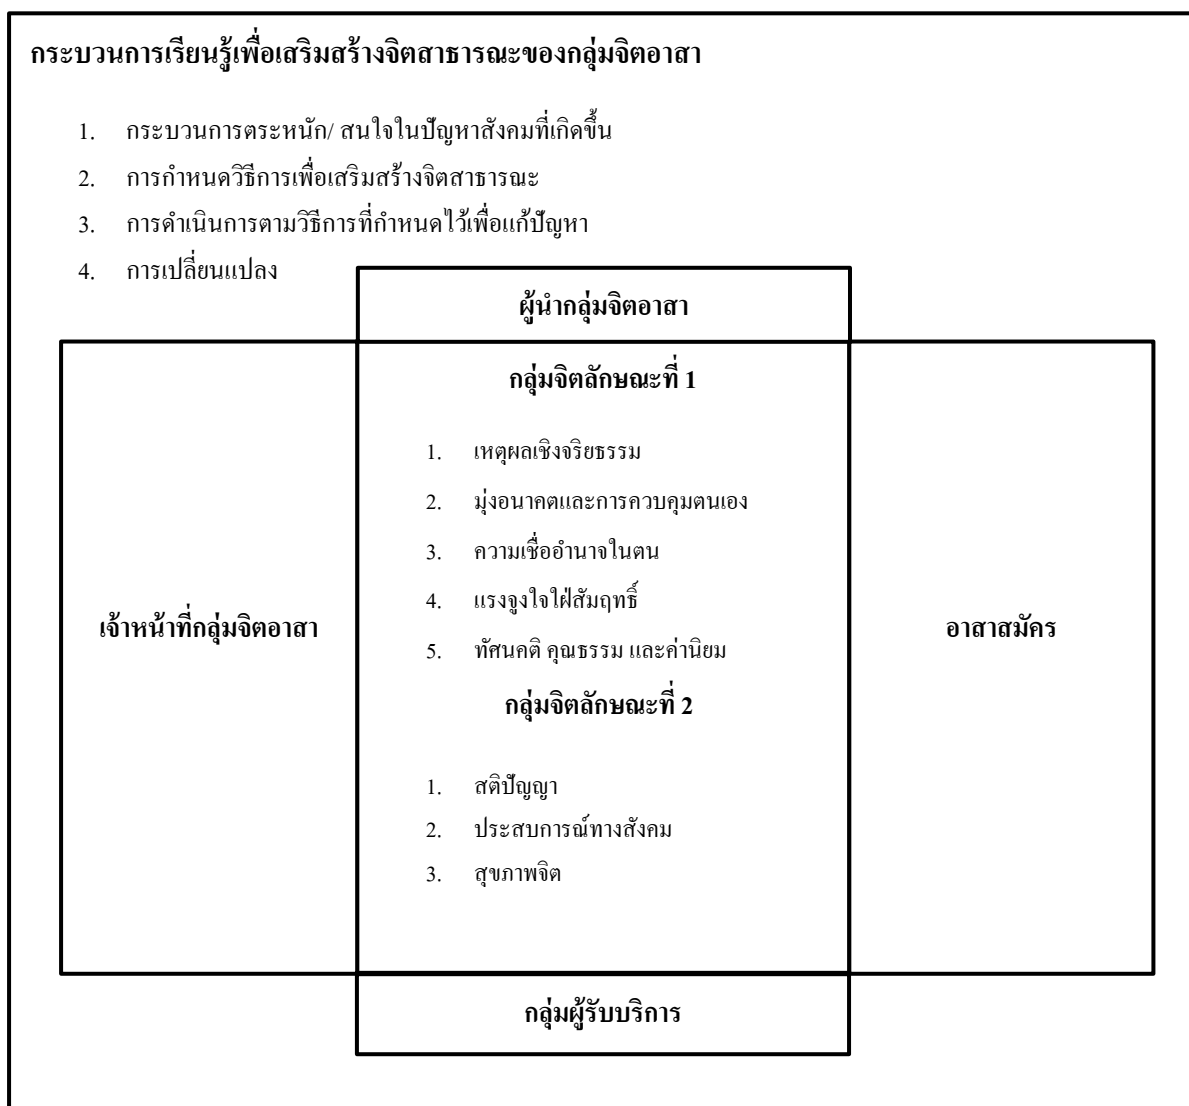 กระบวนการเรียนรู้เพื่อเสริมสร้างจิตสาธารณะของกลุ่มจิตอาสา
1. กระบวนการตระหนัก/ สนใจในปัญหาสังคมที่เกิดขึ้น
2. การกำหนดวิธีการเพื่อเสริมสร้างจิตสาธารณะ
3. การดำเนินการตามวิธีการที่กำหนดไว้เพื่อแก้ปัญหา
4. การเปลี่ยนแปลง
ผู้นำกลุ่มจิตอาสา
กลุ่มจิตลักษณะที่ 1
1. เหตุผลเชิงจริยธรรม
2. มุ่งอนาคตและการควบคุมตนเอง
3. ความเชื่ออำนาจในตน
4. แรงจูงใจใฝ่สัมฤทธิ์
5. ทัศนคติ คุณธรรม และค่านิยม
เจ้าหน้าที่กลุ่มจิตอาสา
อาสาสมัคร
กลุ่มจิตลักษณะที่ 2
1. สติปัญญา
2. ประสบการณ์ทางสังคม
3. สุขภาพจิต
กลุ่มผู้รับบริการ